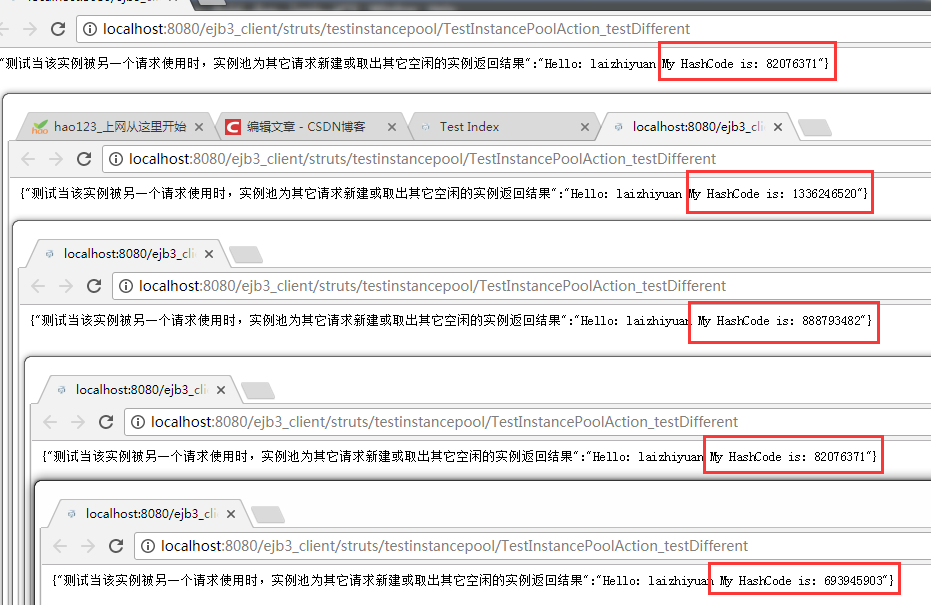 localhost:8080/ejb3_client/struts/testinstancepool/TestInstancePoolAction_testDifferent
"测试当该实例被另一个请求使用时，实例池为其它请求新建或取出其它空闲的实例返回结果":"Hello: laizhiyuan My HashCode is: 82076371"}
hao123_上网从这里开始 编辑文章 - CSDN博客 Test Index localhost:8080/ejb3_cli
localhost:8080/ejb3_client/struts/testinstancepool/TestInstancePoolAction_testDifferent
{"测试当该实例被另一个请求使用时，实例池为其它请求新建或取出其它空闲的实例返回结果":"Hello: laizhiyuan My HashCode is: 1336246520"}
localhost:8080/ejb3_cli
localhost:8080/ejb3_client/struts/testinstancepool/TestInstancePoolAction_testDifferent
{"测试当该实例被另一个请求使用时，实例池为其它请求新建或取出其它空闲的实例返回结果":"Hello: laizhiyuan My HashCode is: 888793482"}
localhost:8080/ejb3_cli
localhost:8080/ejb3_client/struts/testinstancepool/TestInstancePoolAction_testDifferent
{"测试当该实例被另一个请求使用时，实例池为其它请求新建或取出其它空闲的实例返回结果":"Hello: laizhiyuan My HashCode is: 82076371"}
localhost:8080/ejb3_cli
localhost:8080/ejb3_client/struts/testinstancepool/TestInstancePoolAction_testDifferent
{"测试当该实例被另一个请求使用时，实例池为其它请求新建或取出其它空闲的实例返回结果":"Hello: laizhiyuan My HashCode is: 693945903"}